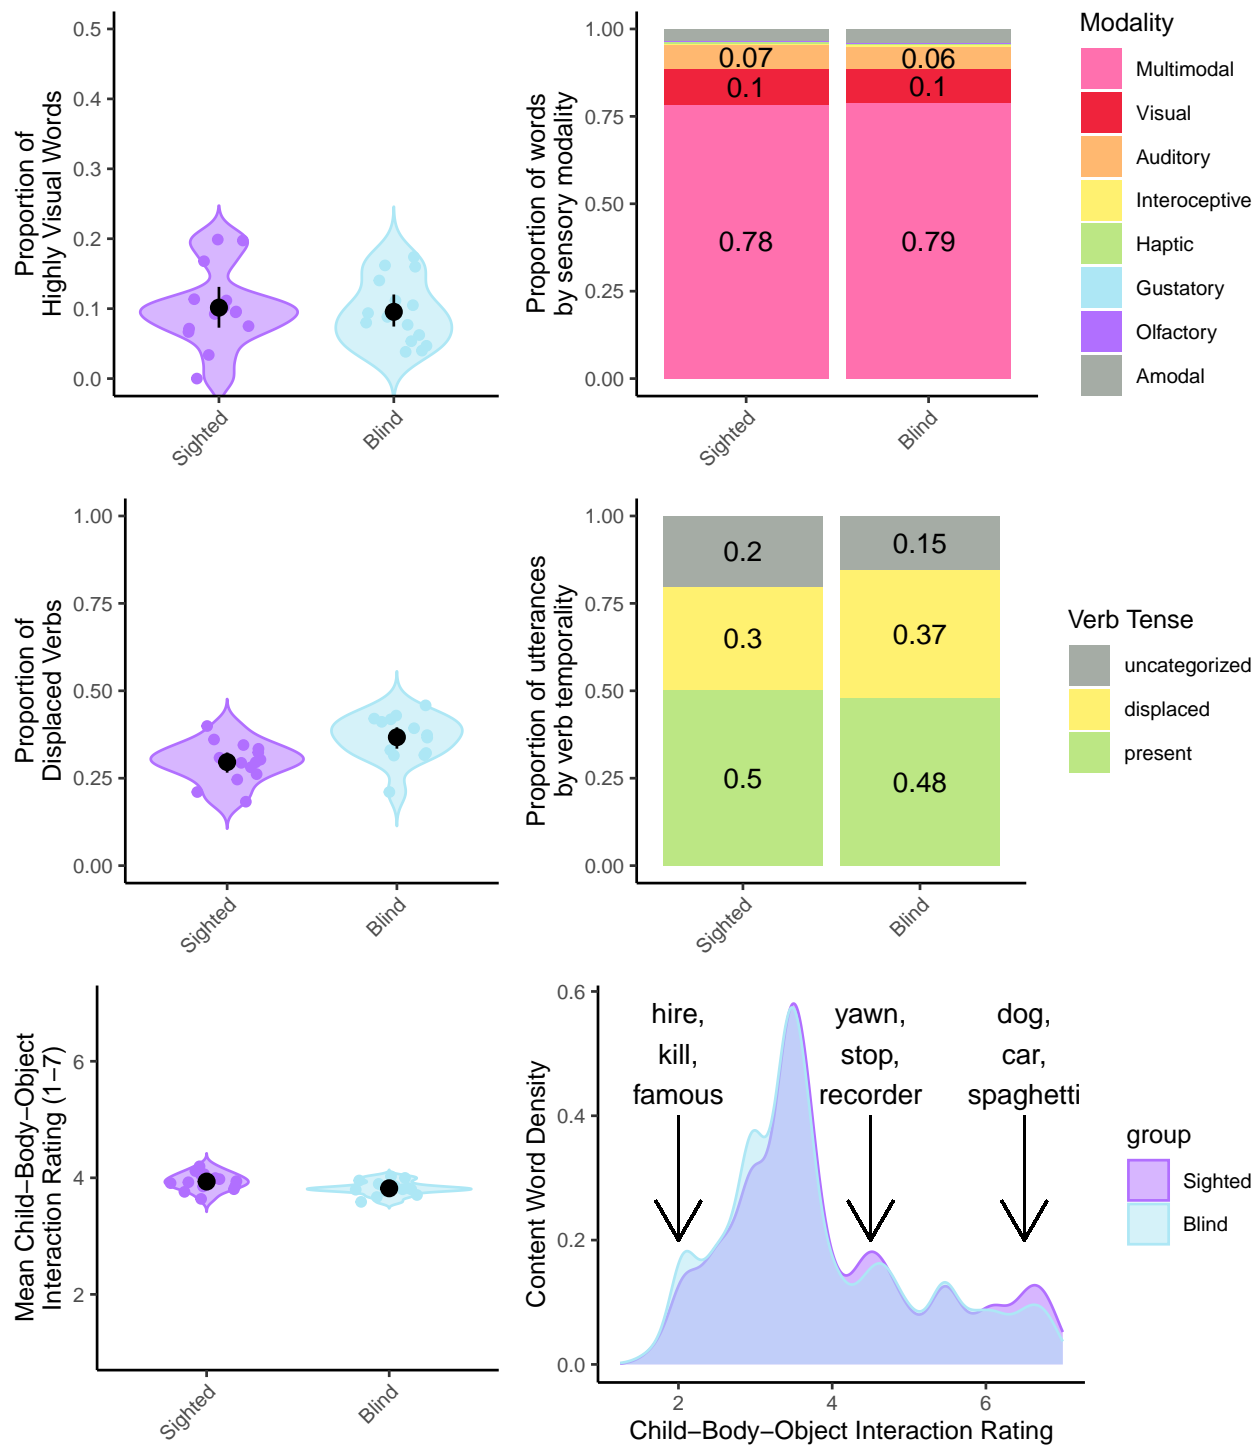 Proportion of
Highly Visual Words
0.5
0.4
0.3
0.2
0.1
0.0
Sighted
Blind
Proportion of words
by sensory modality
1.00
0.75
0.50
0.25
0.00
0.07
0.1
0.78
0.06
0.1
0.79
Sighted
Blind
Modality
Multimodal
Visual
Auditory
Interoceptive
Haptic
Gustatory
Olfactory
Amodal
Proportion of
Displaced Verbs
1.00
0.75
0.50
0.25
0.00
Sighted
Blind
Proportion of utterances
by verb temporality
1.00
0.75
0.50
0.25
0.00
0.2
0.3
0.5
0.15
0.37
0.48
Sighted
Blind
Verb Tense
uncategorized
displaced
present
Mean Child−Body−Object
Interaction Rating (1−7)
6
4
2
Sighted
Blind
Content Word Density
0.6
0.4
0.2
0.0
hire,
kill,
famous
yawn,
stop,
recorder
dog,
car,
spaghetti
2
4
6
Child−Body−Object Interaction Rating
group
Sighted
Blind